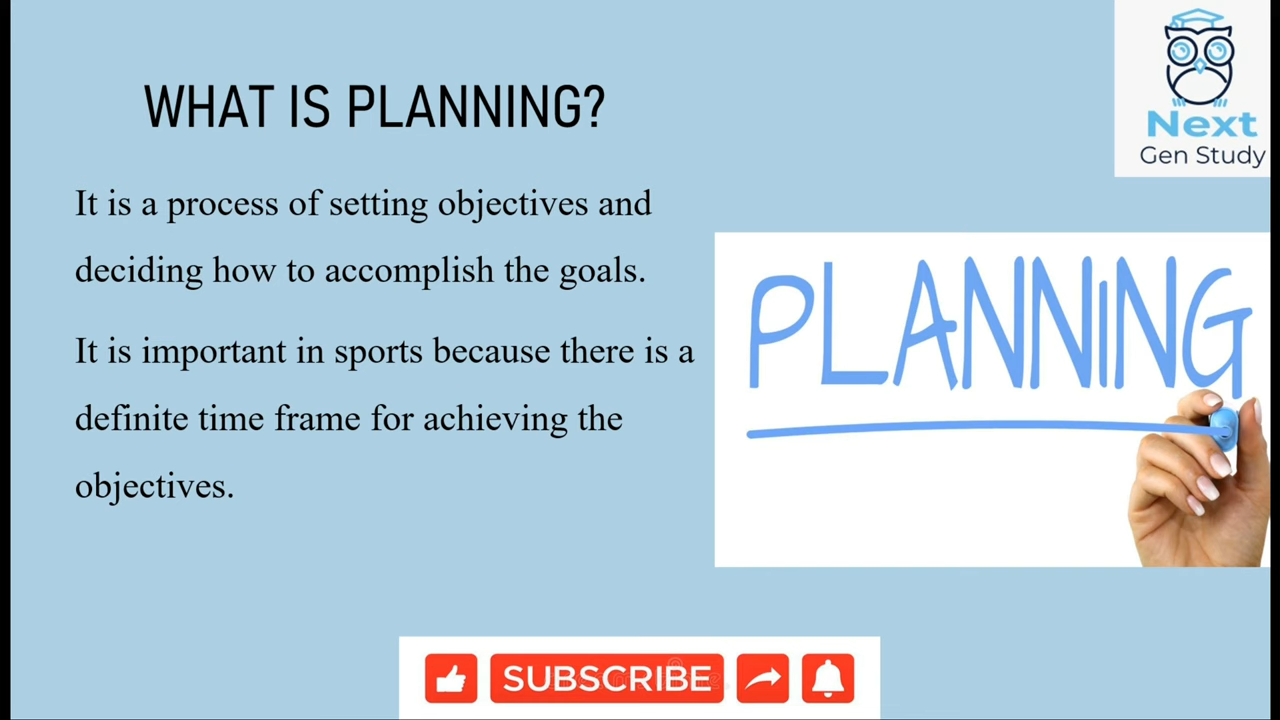 WHAT IS PLANNING?
It is a process of setting objectives and
deciding how to accomplish the goals.
It is important in sports because there is a
definite time frame for achieving the
objectives.
Next
Gen Study
PLANNING
SUBSCRIBE